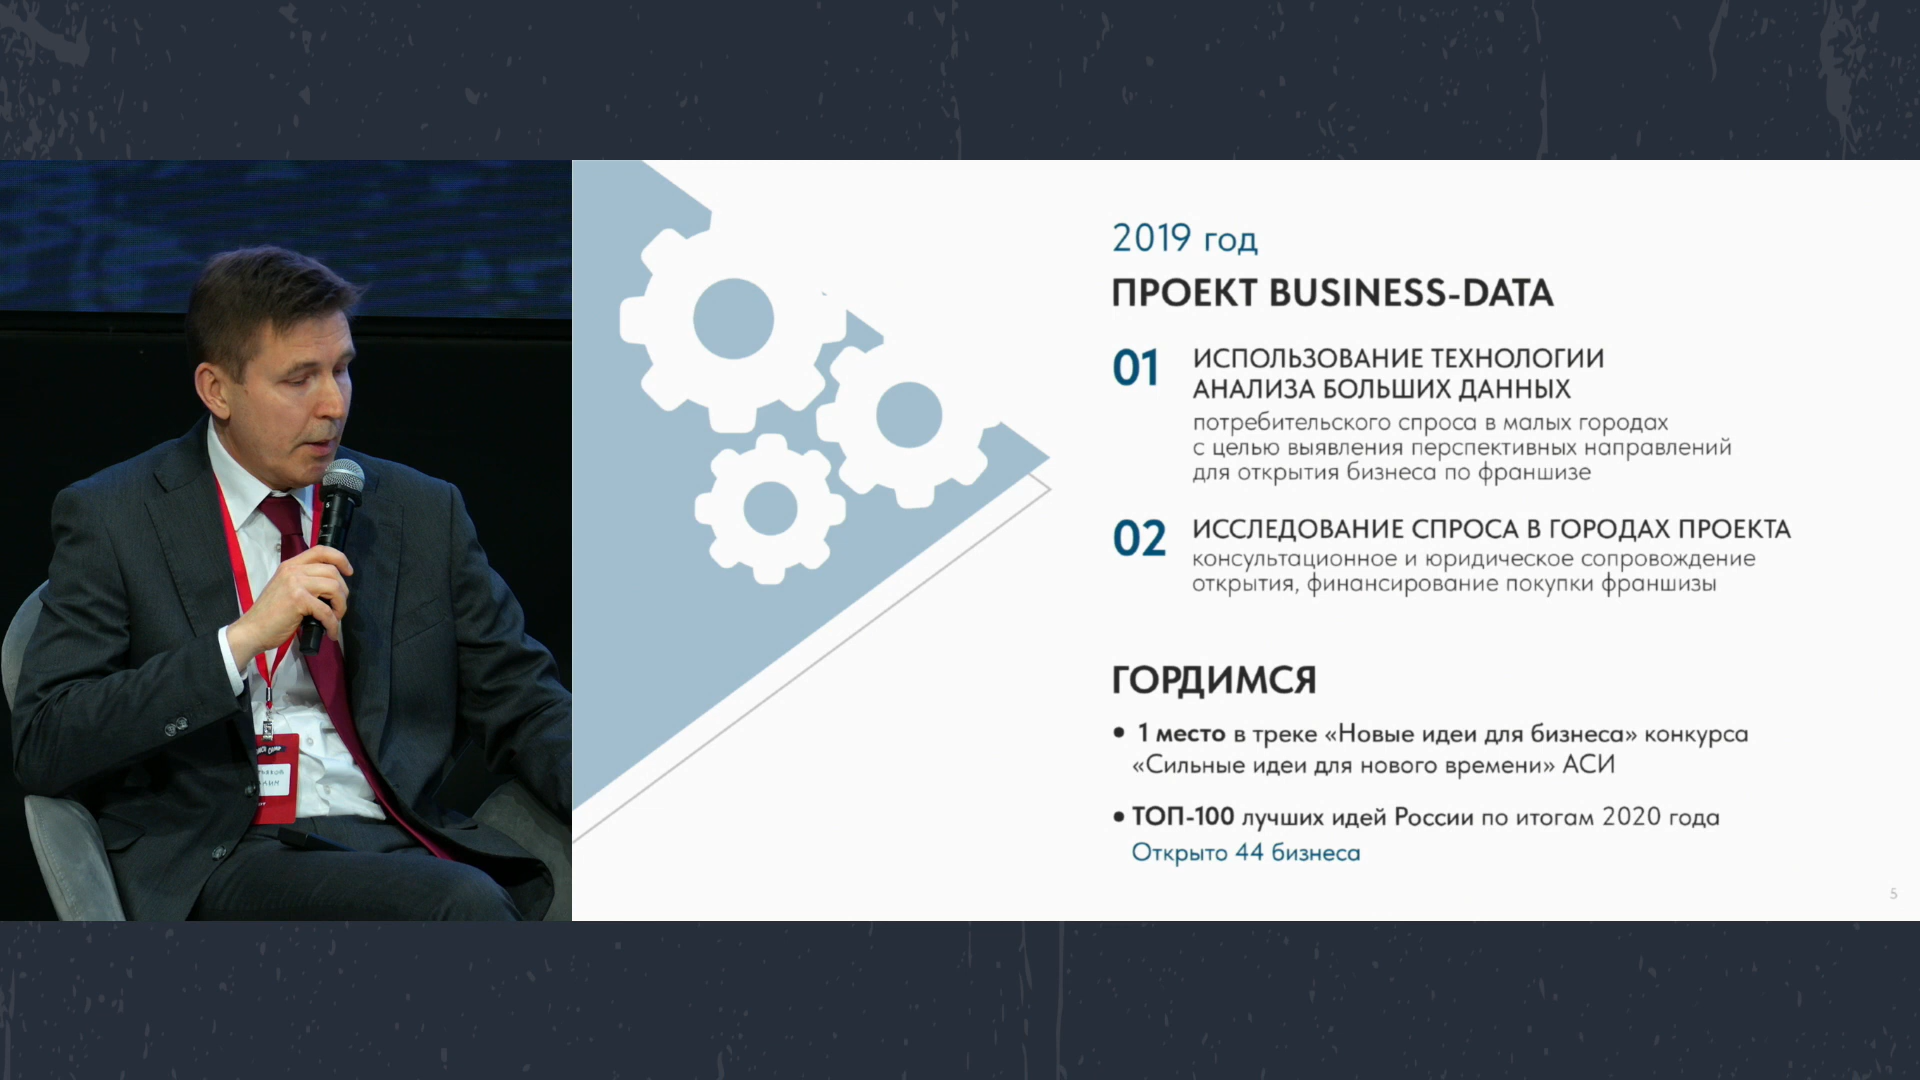 2019 год
ПРОЕКТ BUSINESS-DATA
01
ИСПОЛЬЗОВАНИЕ ТЕХНОЛОГИИ
АНАЛИЗА БОЛЬШИХ ДАННЫХ
потребительского спроса в малых городах
с целью выявления перспективных направлений
для открытия бизнеса по франшизе
02
ИССЛЕДОВАНИЕ СПРОСА В ГОРОДАХ ПРОЕКТА
консультационное и юридическое сопровождение
открытия, финансирование покупки франшизы
ГОРДИМСЯ
• 1 место в треке «Новые идеи для бизнеса» конкурса
«Сильные идеи для нового времени» АСИ
• ТОП-100 лучших идей России по итогам 2020 года
Открыто 44 бизнеса
5